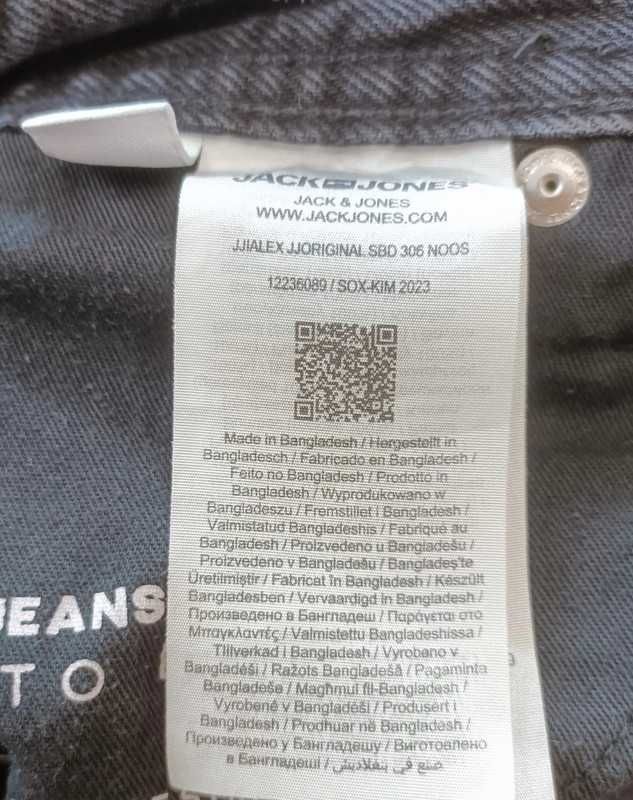 JACK & JONES
JACK & JONES
WWW.JACKJONES.COM
JJIALEX JJORIGINAL SBD 306 NOOS
12236089 / SOX-KIM 2023
Made in Bangladesh / Hergestellt in
Bangladesch / Fabricado en Bangladesh /
Feito no Bangladesh / Prodotto in
Bangladesh / Wyprodukowano w
Bangladeszu / Fremstillet i Bangladesh /
Valmistatud Bangladeshis / Fabriqué au
Bangladesh / Proizvedeno u Bangladešu /
Proizvedeno v Bangladešu / Bangladeş'te
Üretilmiştir / Fabricat în Bangladesh / Készült
Bangladesben / Vervaardigd in Bangladesh /
Произведено в Бангладеш / Παράγεται στο
Μπαγκλαντές / Valmistettu Bangladeshissa /
Tillverkad i Bangladesh / Vyrobeno v
Bangladéši / Ražots Bangladešā / Pagaminta
Bangladeše / Magħmul fil-Bangladesh /
Vyrobené v Bangladéši / Produsert i
Bangladesh / Prodhuar në Bangladesh /
Произведено у Бангладешу / Виготовлено
в Бангладеші / صنع في بنغلاديش
JEANS
TO